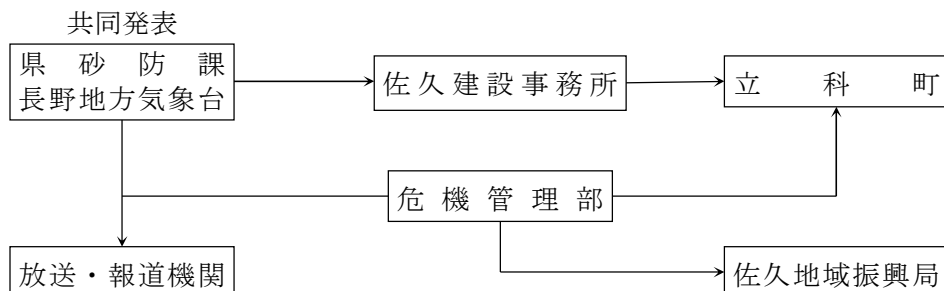 共同発表
県砂防課
長野地方気象台
佐久建設事務所
立科町
危機管理部
放送・報道機関
佐久地域振興局